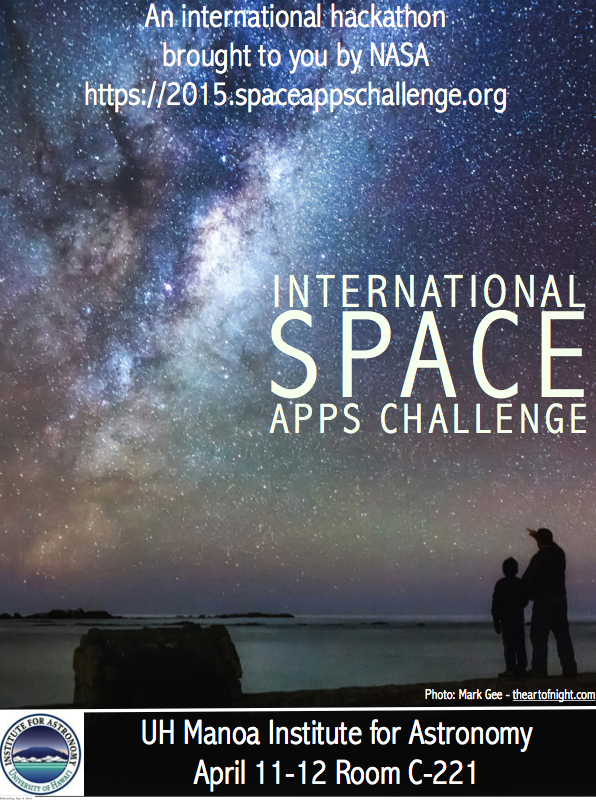 An international hackathon
brought to you by NASA
https://2015.spaceappschallenge.org
INTERNATIONAL
SPACE
APPS CHALLENGE
Photo: Mark Gee - theartofnight.com
INSTITUTE FOR ASTRONOMY
UNIVERSITY OF HAWAII
UH Manoa Institute for Astronomy
April 11-12 Room C-221